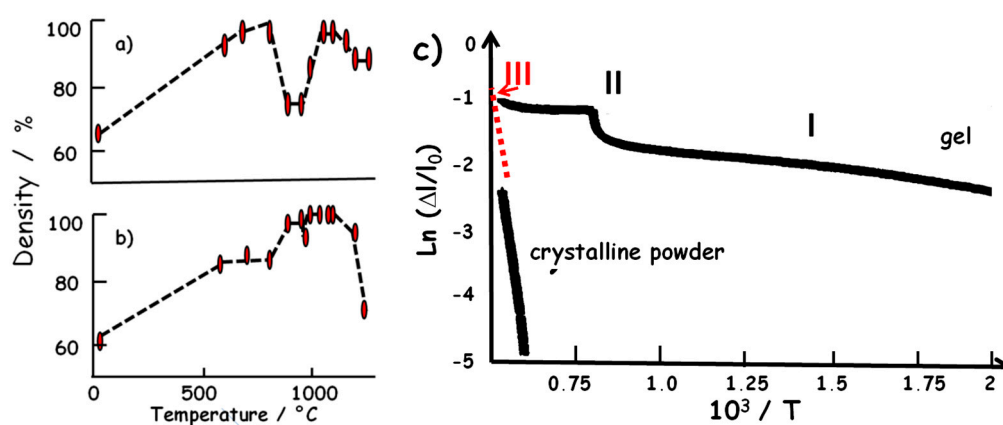 a)
100
80
60
b)
100
80
60
Density / %
0
500
1000
Temperature / °C
c)
0
-1
-2
-3
-4
-5
Ln (ΔI/I₀)
III
II
I
gel
crystalline powder
0.75
1.0
1.25
1.5
1.75
2
10³ / T